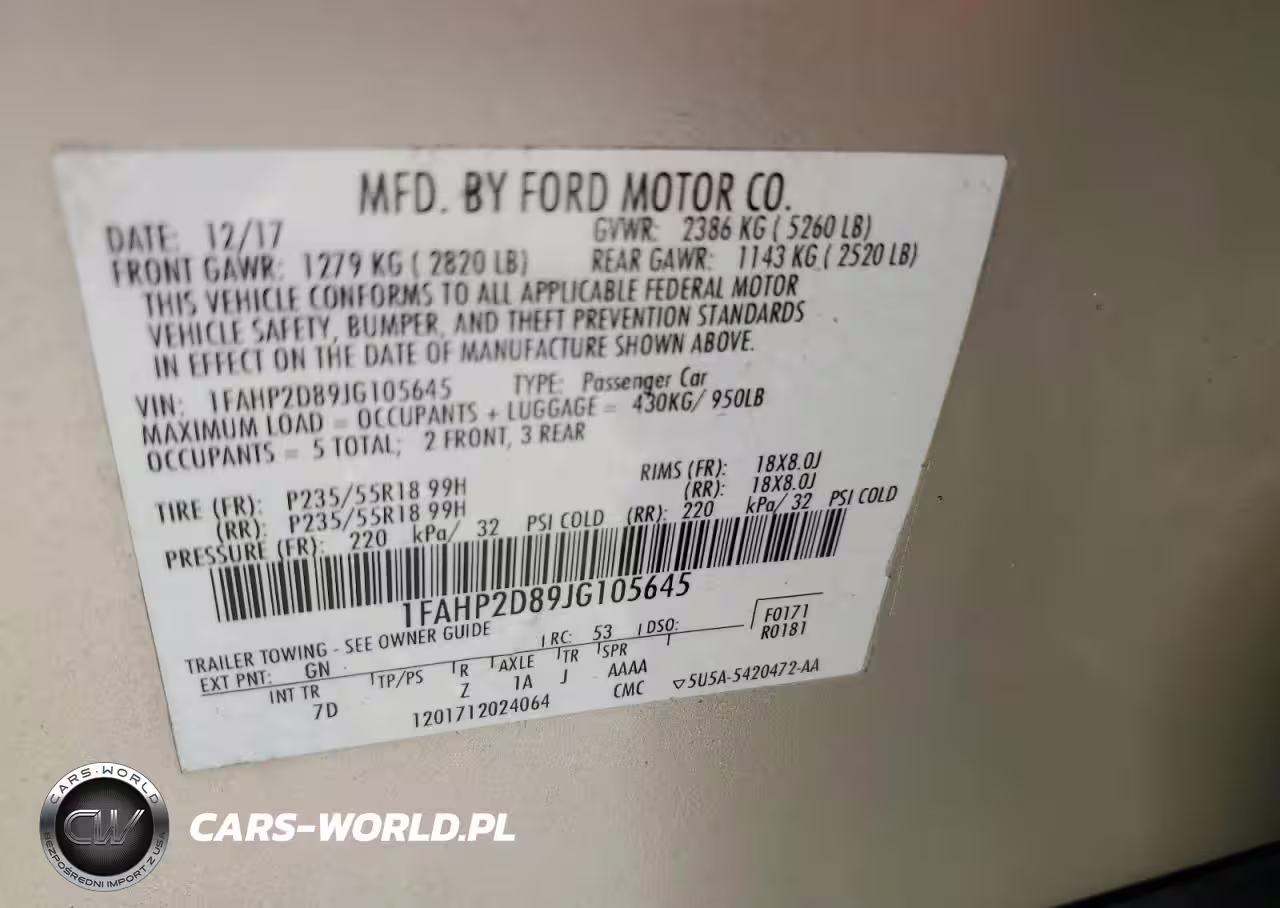 MFD. BY FORD MOTOR CO.
DATE: 12/17 GVWR: 2386 KG ( 5260 LB)
FRONT GAWR: 1279 KG ( 2820 LB) REAR GAWR: 1143 KG ( 2520 LB)
THIS VEHICLE CONFORMS TO ALL APPLICABLE FEDERAL MOTOR
VEHICLE SAFETY, BUMPER, AND THEFT PREVENTION STANDARDS
IN EFFECT ON THE DATE OF MANUFACTURE SHOWN ABOVE.
VIN: 1FAHP2D89JG105645 TYPE: Passenger Car
MAXIMUM LOAD = OCCUPANTS + LUGGAGE = 430KG/ 950LB
OCCUPANTS = 5 TOTAL; 2 FRONT, 3 REAR
TIRE (FR): P235/55R18 99H RIMS (FR): 18X8.0J
(RR): P235/55R18 99H (RR): 18X8.0J
PRESSURE (FR): 220 kPa/ 32 PSI COLD (RR): 220 kPa/ 32 PSI COLD
1FAHP2D89JG105645
TRAILER TOWING - SEE OWNER GUIDE
EXT PNT: GN RC: 53 DSO: F0171
R0181
INT TR TP/PS R AXLE TR SPR
7D Z 1A J AAAA
1201712024064 CMC ▽5U5A-5420472-AA
CARS-WORLD
CW
BEZPOŚREDNI IMPORT Z USA
CARS-WORLD.PL